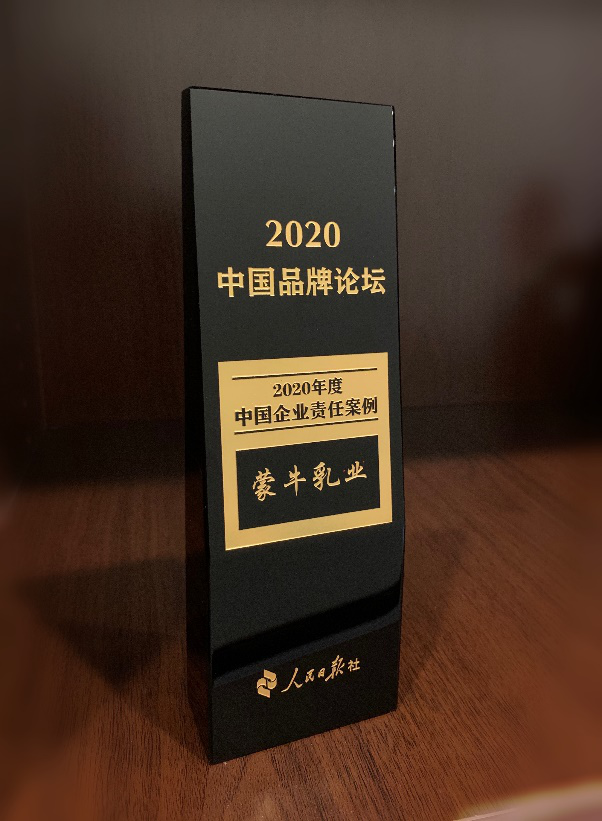 2020
中国品牌论坛
2020年度
中国企业责任案例
蒙牛乳业
人民日报社